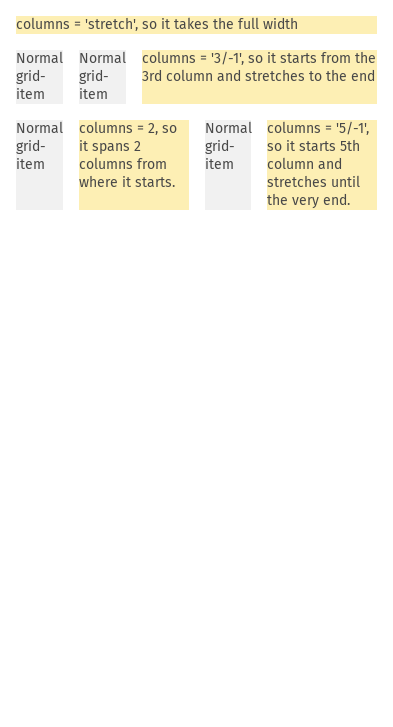 columns = 'stretch', so it takes the full width
Normal
grid-
item
Normal
grid-
item
columns = '3/-1', so it starts from the
3rd column and stretches to the end
Normal
grid-
item
columns = 2, so
it spans 2
columns from
where it starts.
Normal
grid-
item
columns = '5/-1',
so it starts 5th
column and
stretches until
the very end.